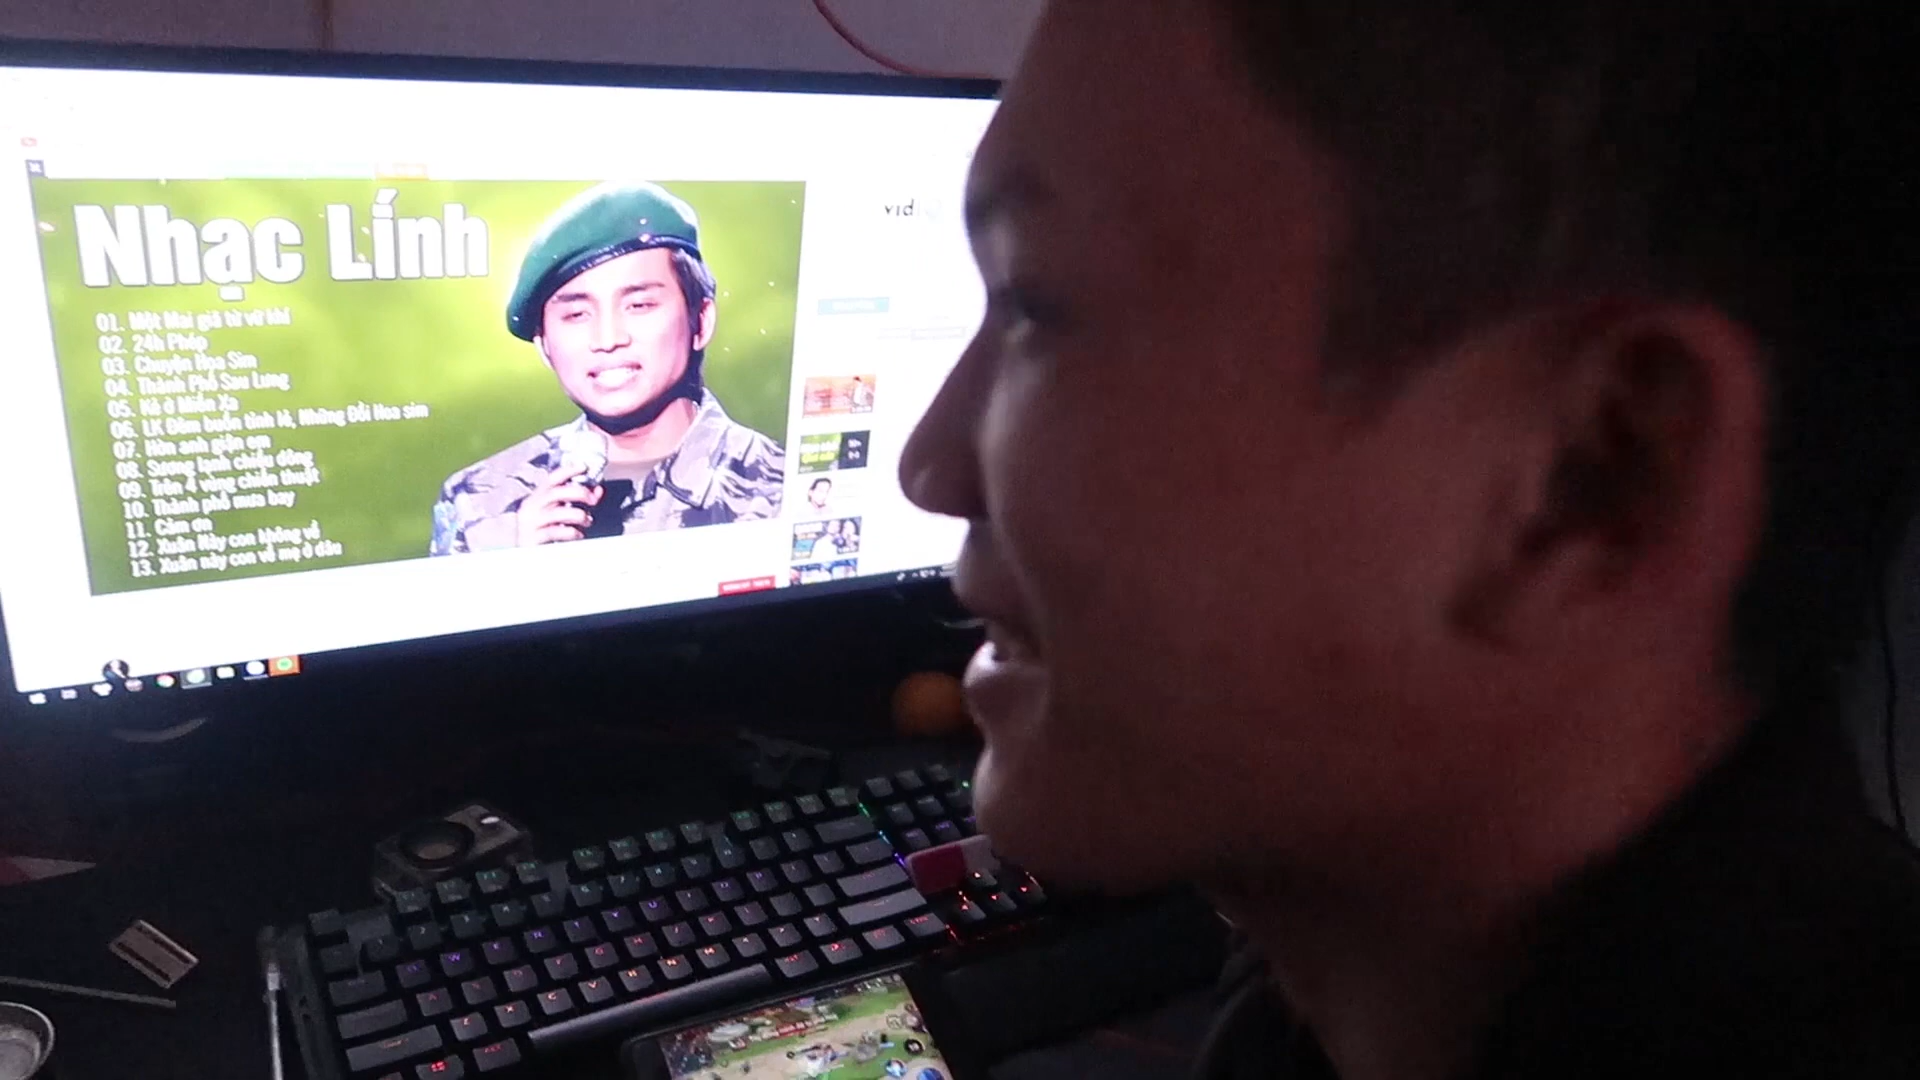 Nhạc Lính
01. Một Mai giã từ vũ khí
02. 24h Phép
03. Chuyện Hoa Sim
04. Thành Phố Sau Lưng
05. Kẻ ở Miền Xa
06. LK Đêm buồn tỉnh lẻ, Những Đồi Hoa sim
07. Hờn anh giận em
08. Sương lạnh chiều đông
09. Trên 4 vùng chiến thuật
10. Thành phố mưa bay
11. Cảm ơn
12. Xuân Này con không về
13. Xuân này con về mẹ ở đâu
vid